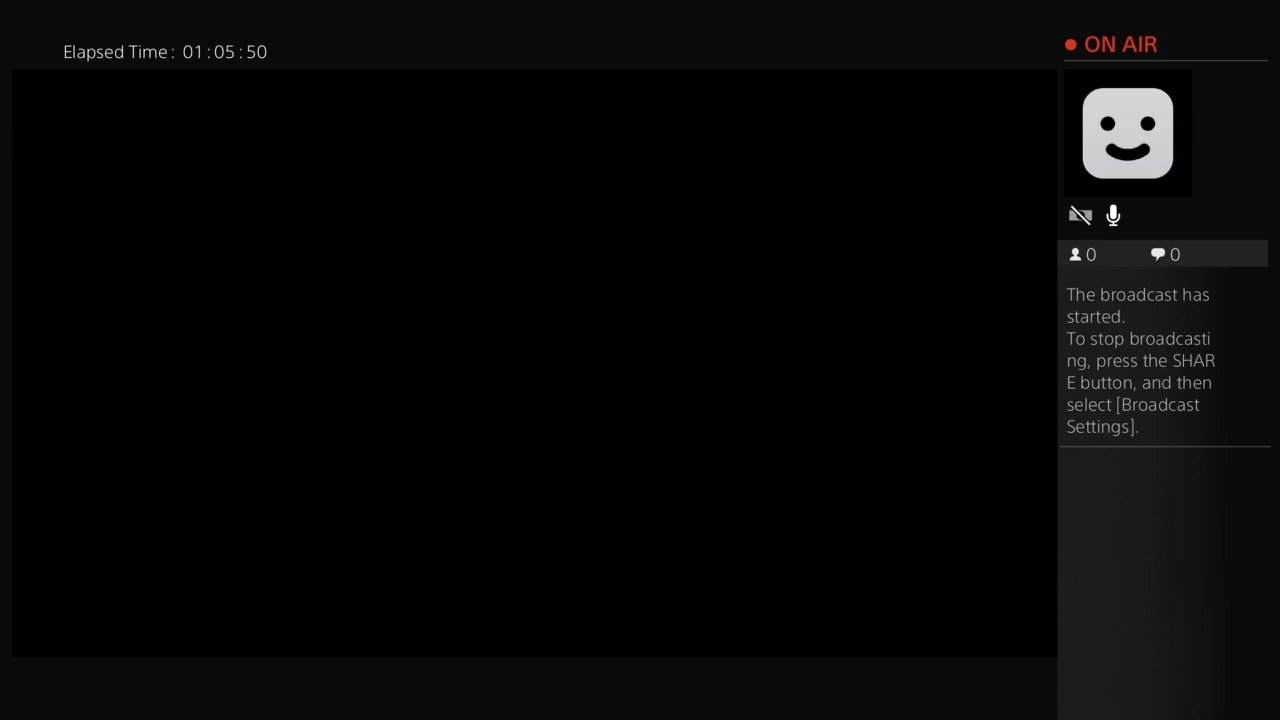 Elapsed Time: 01:05:50
ON AIR
0 0
The broadcast has
started.
To stop broadcasti
ng, press the SHAR
E button, and then
select [Broadcast
Settings].